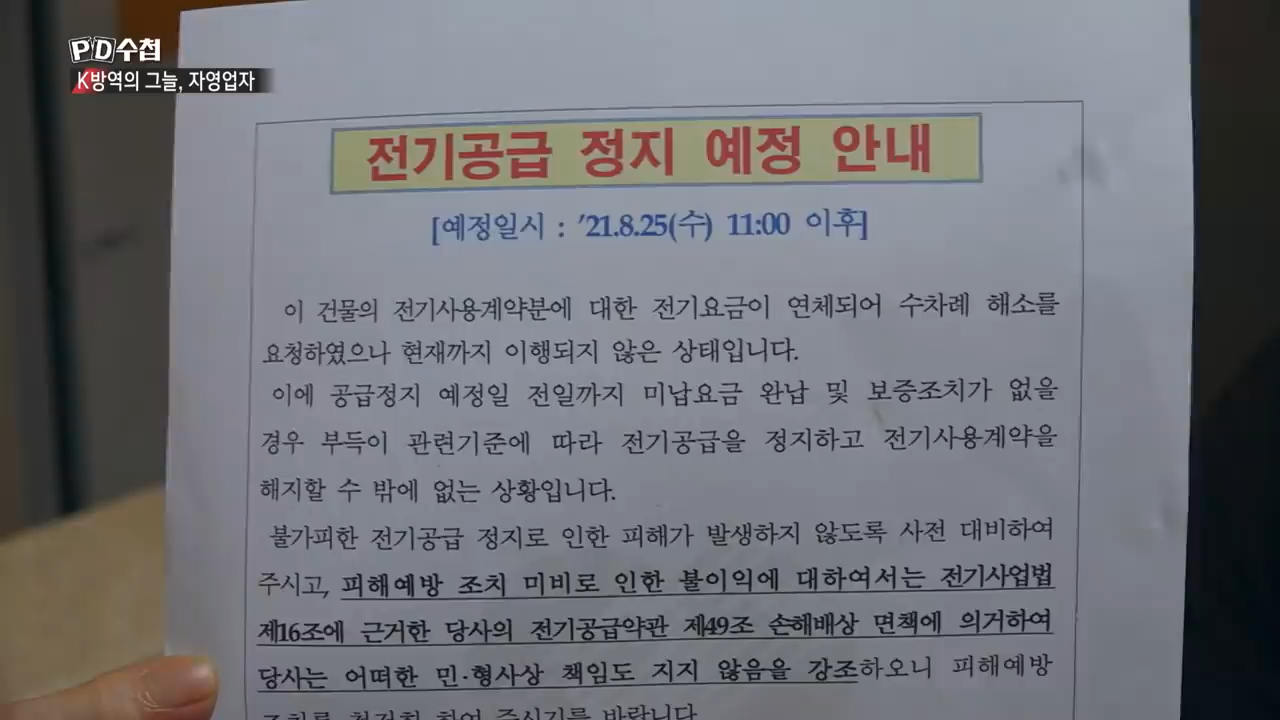 PD수첩
K방역의 그늘, 자영업자
전기공급 정지 예정 안내
[예정일시 : '21.8.25(수) 11:00 이후]
이 건물의 전기사용계약분에 대한 전기요금이 연체되어 수차례 해소를
요청하였으나 현재까지 이행되지 않은 상태입니다.
이에 공급정지 예정일 전일까지 미납요금 완납 및 보증조치가 없을
경우 부득이 관련기준에 따라 전기공급을 정지하고 전기사용계약을
해지할 수 밖에 없는 상황입니다.
불가피한 전기공급 정지로 인한 피해가 발생하지 않도록 사전 대비하여
주시고, 피해예방 조치 미비로 인한 불이익에 대하여서는 전기사업법
제16조에 근거한 당사의 전기공급약관 제49조 손해배상 면책에 의거하여
당사는 어떠한 민·형사상 책임도 지지 않음을 강조하오니 피해예방
주시기를 바랍니다